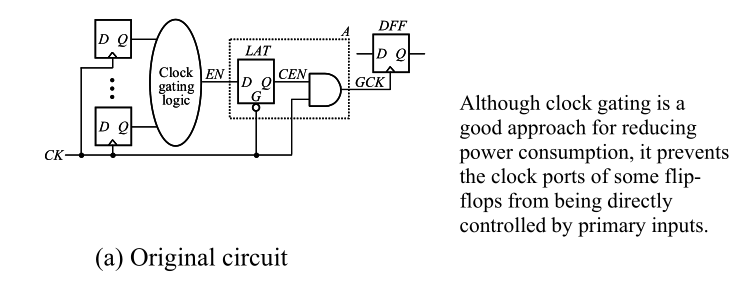 A
DFF
D Q
LAT
D Q
Clock
gating
logic
EN
D Q
G
CEN
GCK
D Q
CK
(a) Original circuit
Although clock gating is a
good approach for reducing
power consumption, it prevents
the clock ports of some flip-
flops from being directly
controlled by primary inputs.